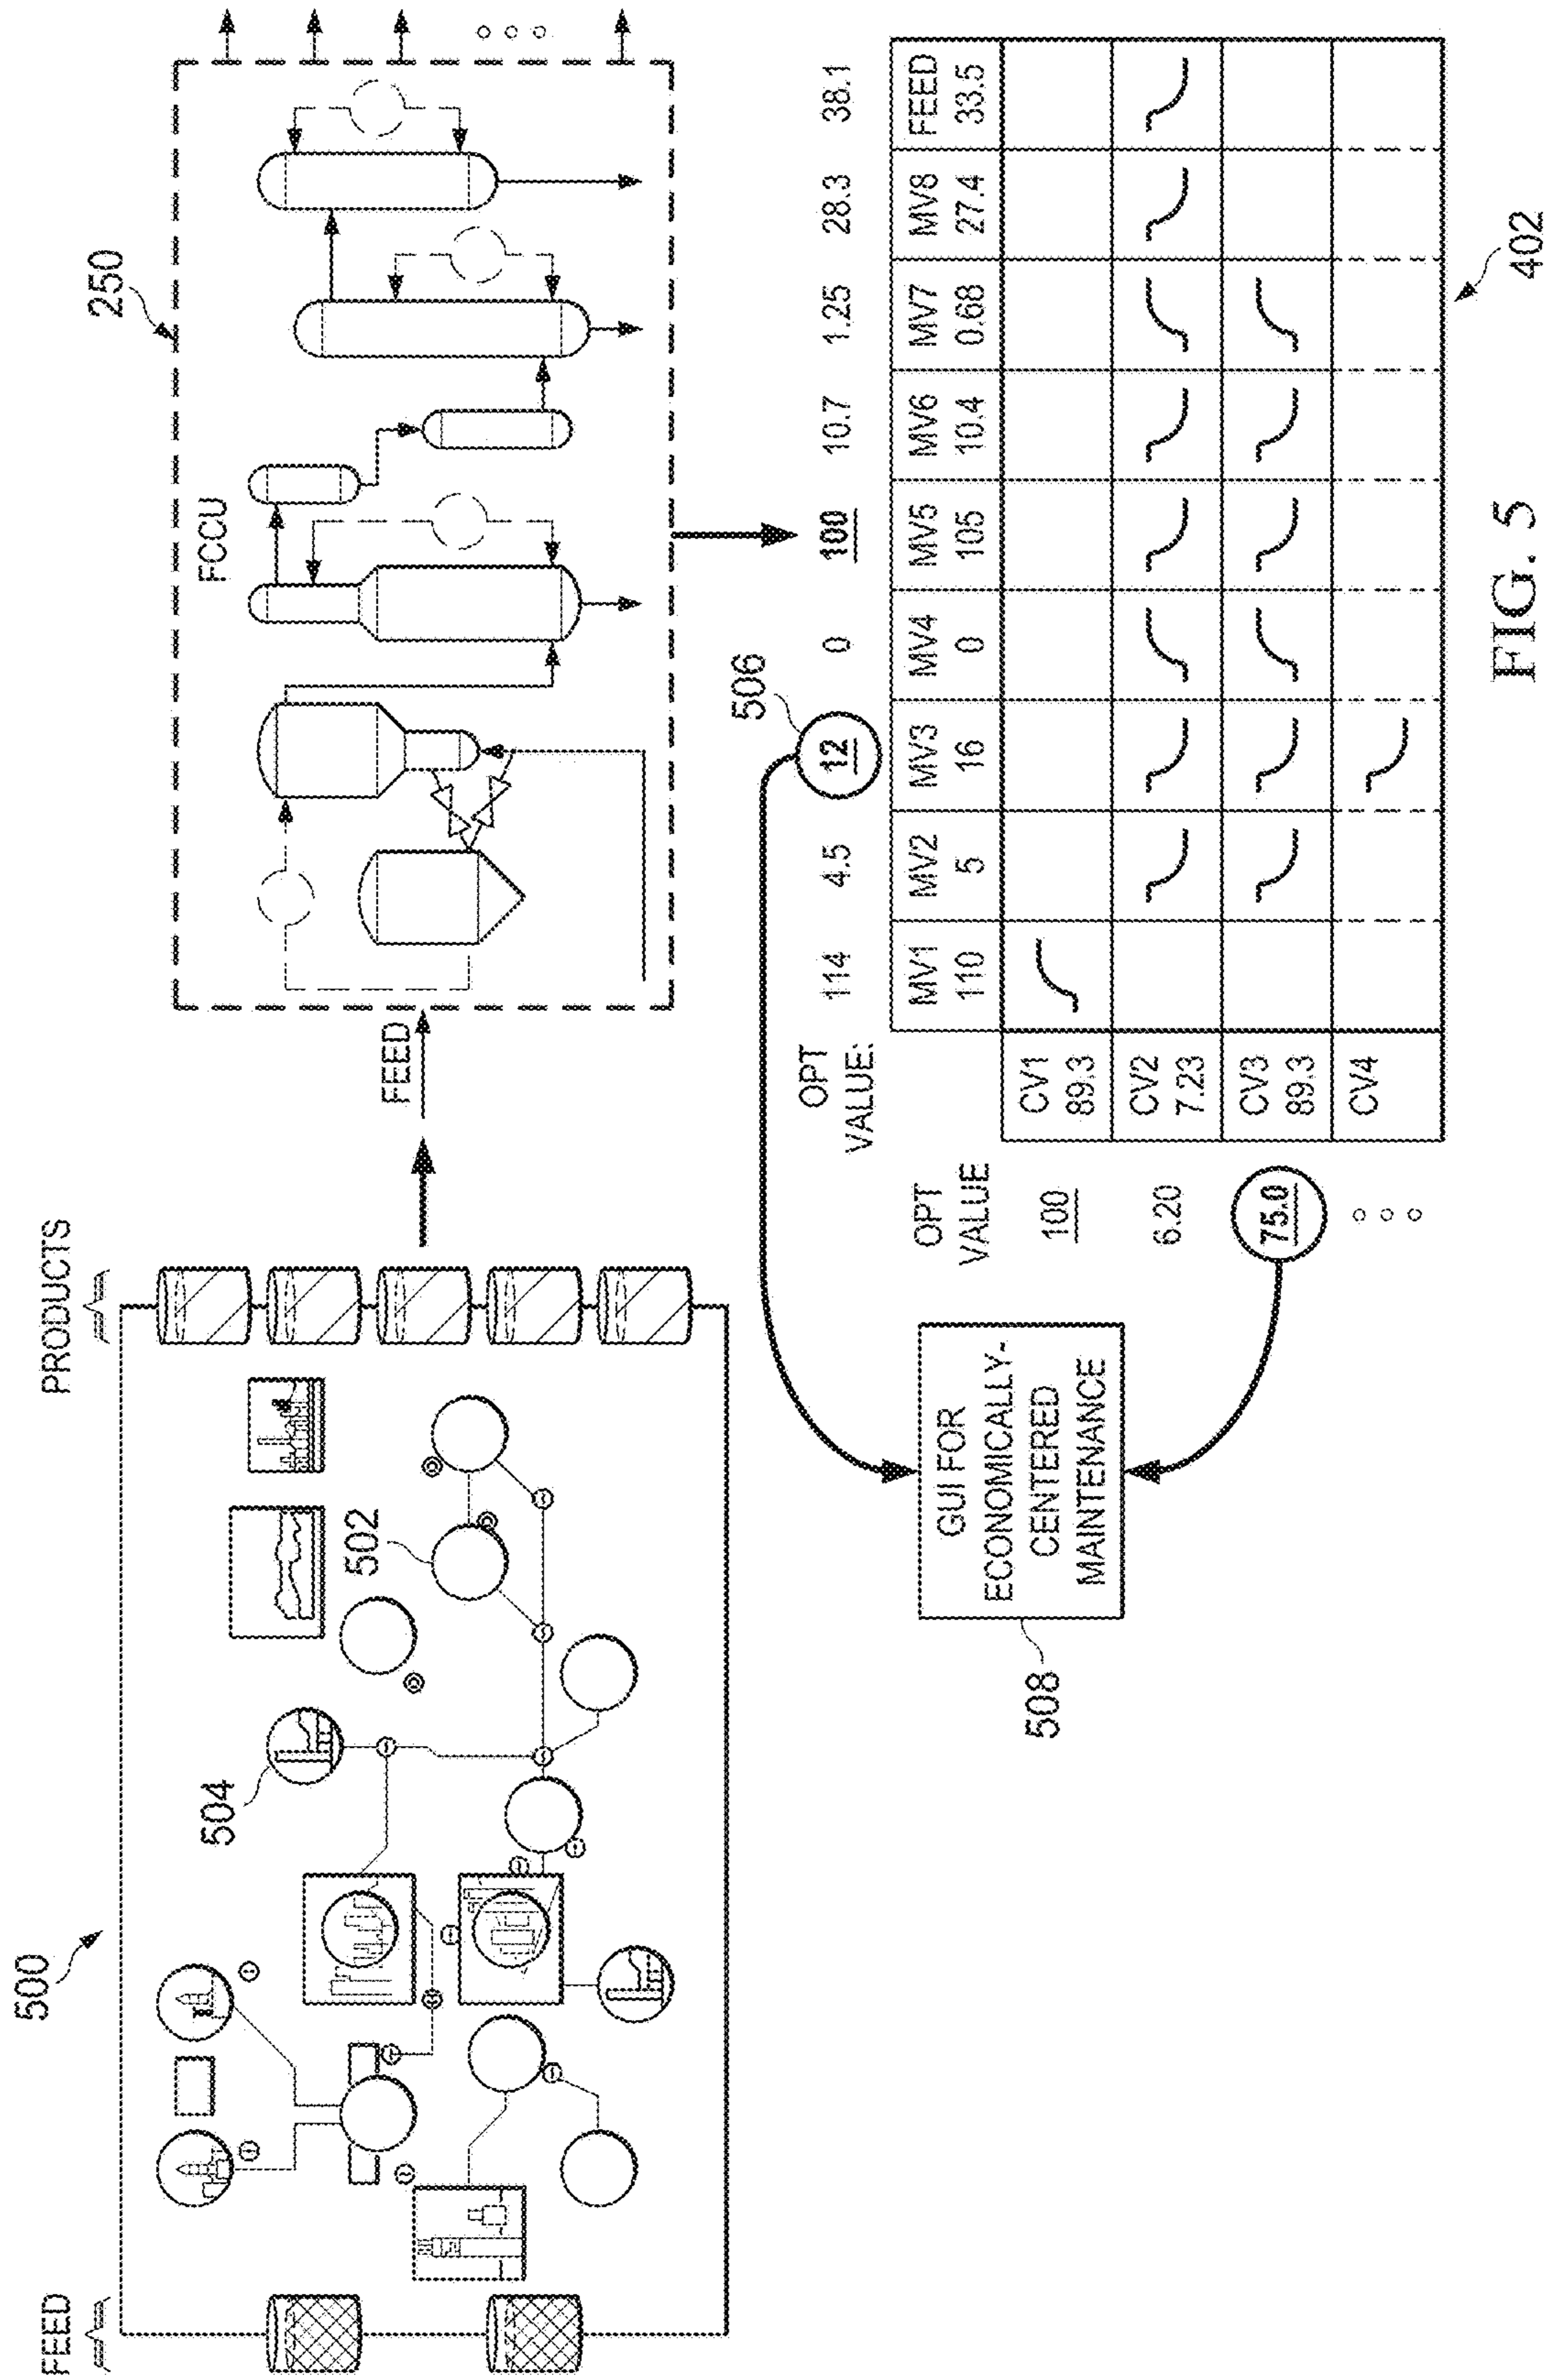 FEED
500
PRODUCTS
504
502
FEED
250
FCCU
506
OPT
VALUE:
114 4.5 12 0 100 10.7 1.25 28.3 38.1
MV1 MV2 MV3 MV4 MV5 MV6 MV7 MV8 FEED
110 5 16 0 105 10.4 0.68 27.4 33.5
OPT
VALUE
100
CV1
89.3
6.20
CV2
7.23
75.0
CV3
89.3
CV4
402
508
GUI FOR
ECONOMICALLY-
CENTERED
MAINTENANCE
FIG. 5